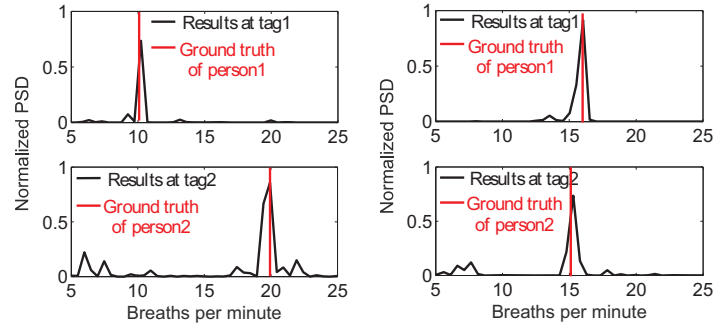 1
Results at tag1
Ground truth
of person1
0.5
0
5 10 15 20 25
1
Results at tag2
Ground truth
of person2
0.5
0
5 10 15 20 25
Normalized PSD
Breaths per minute
1
Results at tag1
Ground truth
of person1
0.5
0
5 10 15 20 25
1
Results at tag2
Ground truth
of person2
0.5
0
5 10 15 20 25
Normalized PSD
Breaths per minute